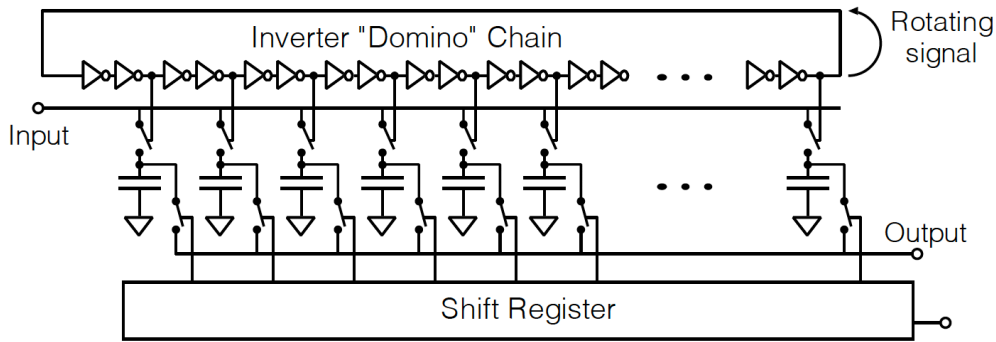 Inverter "Domino" Chain
Rotating
signal
Input
Output
Shift Register